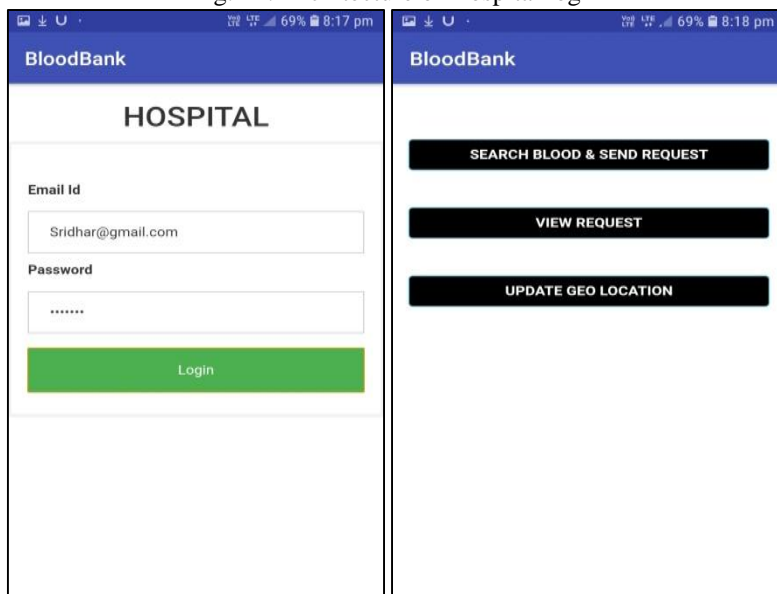 69% 8:17 pm
BloodBank
HOSPITAL
Email Id
Sridhar@gmail.com
Password
•••••••
Login
69% 8:18 pm
BloodBank
SEARCH BLOOD & SEND REQUEST
VIEW REQUEST
UPDATE GEO LOCATION